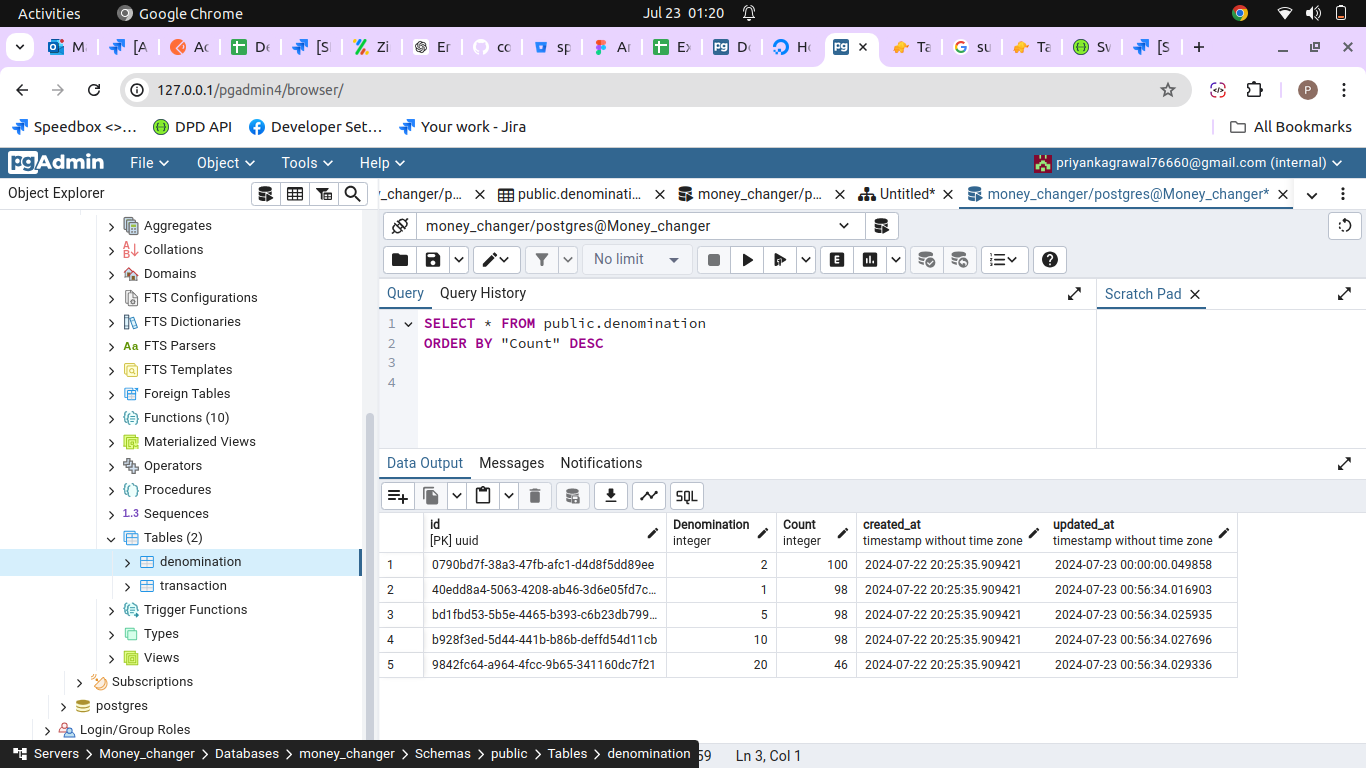 Activities
Google Chrome
Jul 23 01:20
M
[A
Ac
De
[S
Zi
Er
co
sp
Ar
Ex
Dc
Ho
Ta
su
Ta
Sv
[S
127.0.0.1/pgadmin4/browser/
P
Speedbox <>...
DPD API
Developer Set...
Your work - Jira
All Bookmarks
pgAdmin
File
Object
Tools
Help
priyankagrawal76660@gmail.com (internal)
Object Explorer
y_changer/p...
public.denominati...
money_changer/p...
Untitled*
money_changer/postgres@Money_changer*
money_changer/postgres@Money_changer
No limit
E
Query
Query History
Scratch Pad
1 SELECT * FROM public.denomination
2 ORDER BY "Count" DESC
3
4
Aggregates
Collations
Domains
FTS Configurations
FTS Dictionaries
Aa FTS Parsers
FTS Templates
Foreign Tables
Functions (10)
Materialized Views
Operators
Procedures
1.3 Sequences
Tables (2)
denomination
transaction
Trigger Functions
Types
Views
Subscriptions
postgres
Login/Group Roles
Data Output
Messages
Notifications
SQL
id [PK] uuid
Denomination integer
Count integer
created_at timestamp without time zone
updated_at timestamp without time zone
1 0790bd7f-38a3-47fb-afc1-d4d8f5dd89ee 2 100 2024-07-22 20:25:35.909421 2024-07-23 00:00:00.049858
2 40edd8a4-5063-4208-ab46-3d6e05fd7c... 1 98 2024-07-22 20:25:35.909421 2024-07-23 00:56:34.016903
3 bd1fbd53-5b5e-4465-b393-c6b23db799... 5 98 2024-07-22 20:25:35.909421 2024-07-23 00:56:34.025935
4 b928f3ed-5d44-441b-b86b-deffd54d11cb 10 98 2024-07-22 20:25:35.909421 2024-07-23 00:56:34.027696
5 9842fc64-a964-4fcc-9b65-341160dc7f21 20 46 2024-07-22 20:25:35.909421 2024-07-23 00:56:34.029336
Servers > Money_changer > Databases > money_changer > Schemas > public > Tables > denomination
59
Ln 3, Col 1